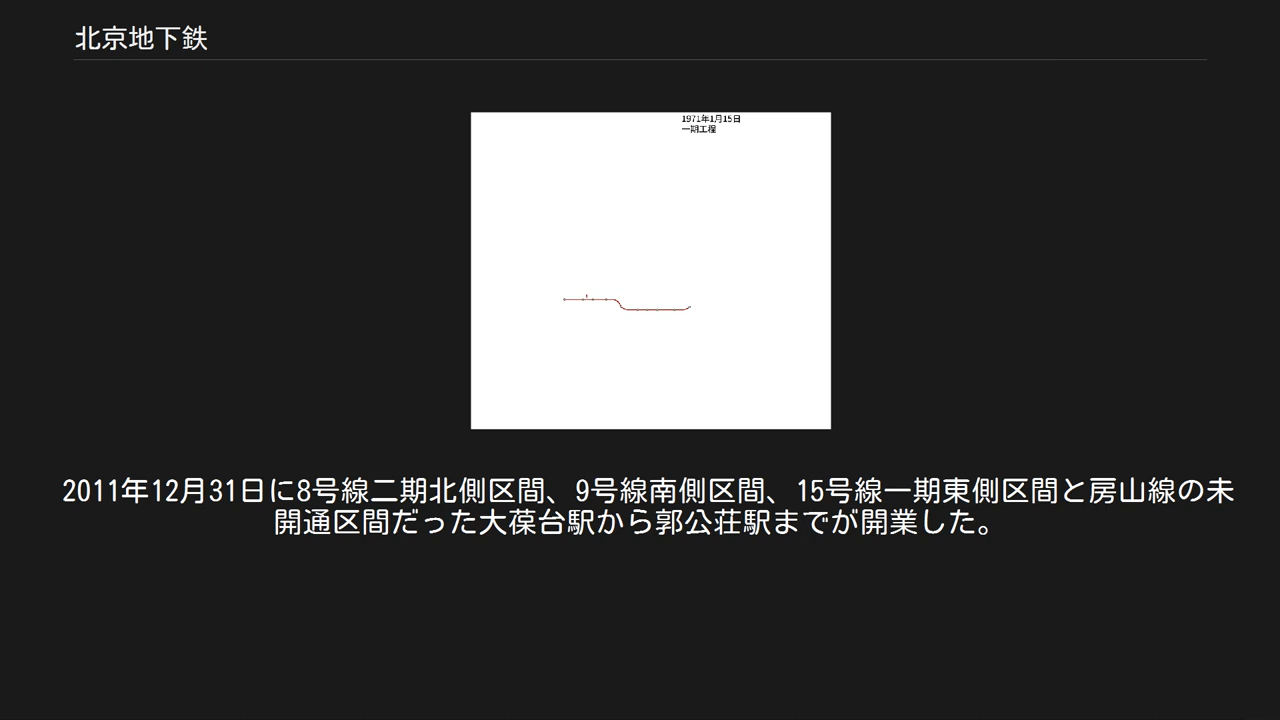 北京地下鉄
1971年1月15日
一期工程
2011年12月31日に8号線二期北側区間、9号線南側区間、15号線一期東側区間と房山線の未
開通区間だった大葆台駅から郭公荘駅までが開業した。